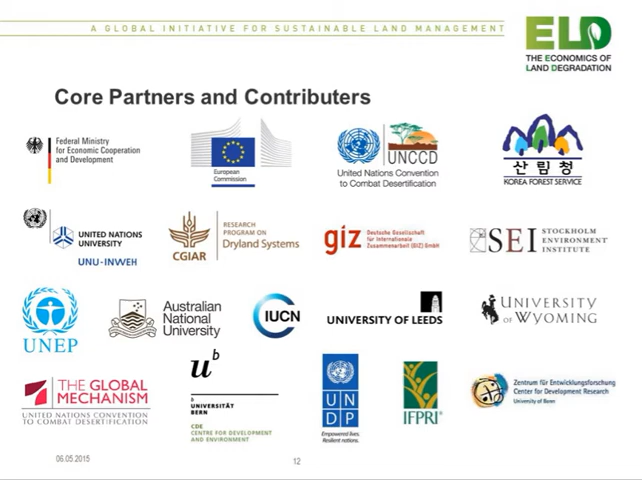 A GLOBAL INITIATIVE FOR SUSTAINABLE LAND MANAGEMENT
ELD
THE ECONOMICS OF
LAND DEGRADATION
Core Partners and Contributers
Federal Ministry
for Economic Cooperation
and Development
European
Commission
UNCCD
United Nations Convention
to Combat Desertification
산림청
KOREA FOREST SERVICE
UNITED NATIONS
UNIVERSITY
UNU-INWEH
CGIAR
RESEARCH
PROGRAM ON
Dryland Systems
giz
Deutsche Gesellschaft
für Internationale
Zusammenarbeit (GIZ) GmbH
SEI
STOCKHOLM
ENVIRONMENT
INSTITUTE
UNEP
Australian
National
University
IUCN
UNIVERSITY OF LEEDS
UNIVERSITY
OF WYOMING
THE GLOBAL
MECHANISM
UNITED NATIONS CONVENTION
TO COMBAT DESERTIFICATION
u
b
b
UNIVERSITÄT
BERN
CDE
CENTRE FOR DEVELOPMENT
AND ENVIRONMENT
UN
DP
Empowered lives.
Resilient nations.
IFPRI
Zentrum für Entwicklungsforschung
Center for Development Research
University of Bonn
06.05.2015
12